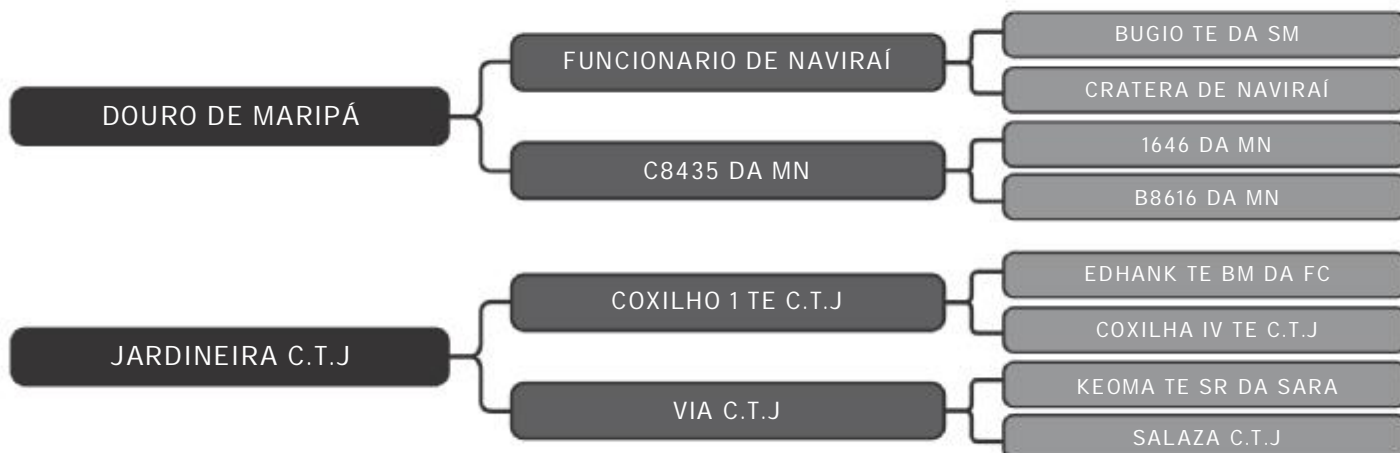 BUGIO TE DA SM
FUNCIONARIO DE NAVIRAÍ
CRATERA DE NAVIRAÍ
DOURO DE MARIPÁ
1646 DA MN
C8435 DA MN
B8616 DA MN
EDHANK TE BM DA FC
COXILHO 1 TE C.T.J
COXILHA IV TE C.T.J
JARDINEIRA C.T.J
KEOMA TE SR DA SARA
VIA C.T.J
SALAZA C.T.J